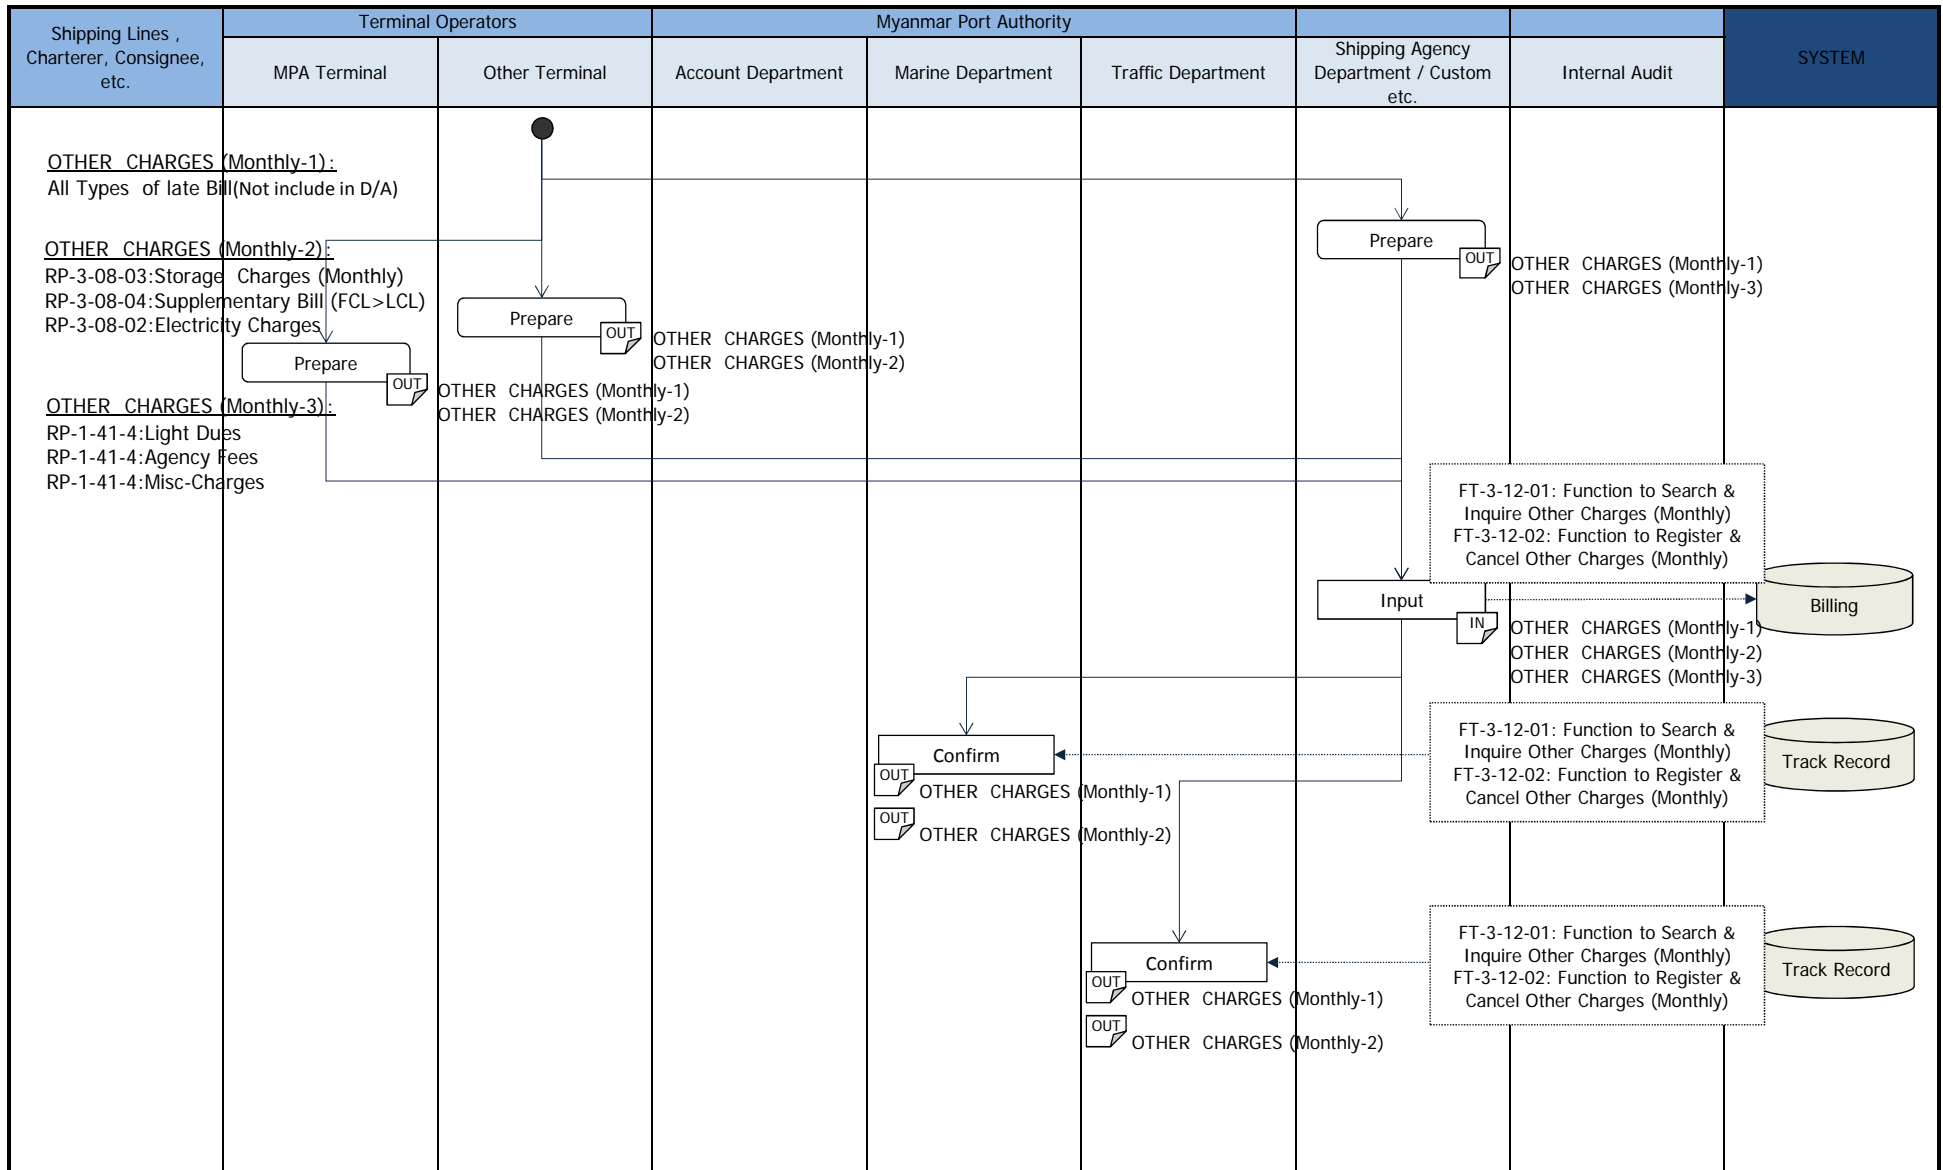 Shipping Lines ,
Charterer, Consignee,
etc.
Terminal Operators
Myanmar Port Authority
MPA Terminal
Other Terminal
Account Department
Marine Department
Traffic Department
Shipping Agency
Department / Custom
etc.
Internal Audit
SYSTEM
OTHER CHARGES (Monthly-1) :
All Types of late Bill(Not include in D/A)
OTHER CHARGES (Monthly-2) :
RP-3-08-03:Storage Charges (Monthly)
RP-3-08-04:Supplementary Bill (FCL>LCL)
RP-3-08-02:Electricity Charges
OTHER CHARGES (Monthly-3) :
RP-1-41-4:Light Dues
RP-1-41-4:Agency Fees
RP-1-41-4:Misc-Charges
Prepare
OUT
OTHER CHARGES (Monthly-1)
OTHER CHARGES (Monthly-3)
Prepare
OUT
OTHER CHARGES (Monthly-1)
OTHER CHARGES (Monthly-2)
Prepare
OUT
OTHER CHARGES (Monthly-1)
OTHER CHARGES (Monthly-2)
FT-3-12-01: Function to Search &
Inquire Other Charges (Monthly)
FT-3-12-02: Function to Register &
Cancel Other Charges (Monthly)
Input
IN
Billing
OTHER CHARGES (Monthly-1)
OTHER CHARGES (Monthly-2)
OTHER CHARGES (Monthly-3)
Confirm
OUT
OTHER CHARGES (Monthly-1)
OUT
OTHER CHARGES (Monthly-2)
FT-3-12-01: Function to Search &
Inquire Other Charges (Monthly)
FT-3-12-02: Function to Register &
Cancel Other Charges (Monthly)
Track Record
Confirm
OUT
OTHER CHARGES (Monthly-1)
OUT
OTHER CHARGES (Monthly-2)
FT-3-12-01: Function to Search &
Inquire Other Charges (Monthly)
FT-3-12-02: Function to Register &
Cancel Other Charges (Monthly)
Track Record